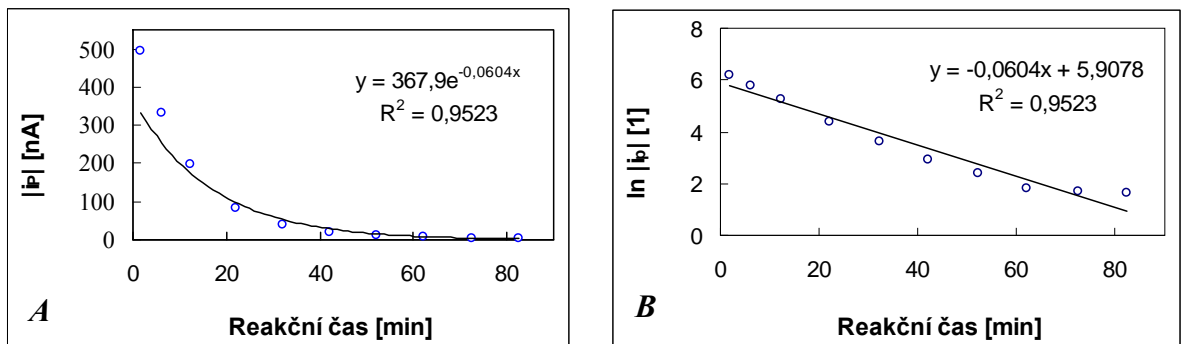 500
400
300
200
100
0
|iP| [nA]
y = 367,9e^-0,0604x
R² = 0,9523
0 20 40 60 80
A
Reakční čas [min]
8
6
4
2
0
ln |ip| [1]
y = -0,0604x + 5,9078
R² = 0,9523
0 20 40 60 80
B
Reakční čas [min]